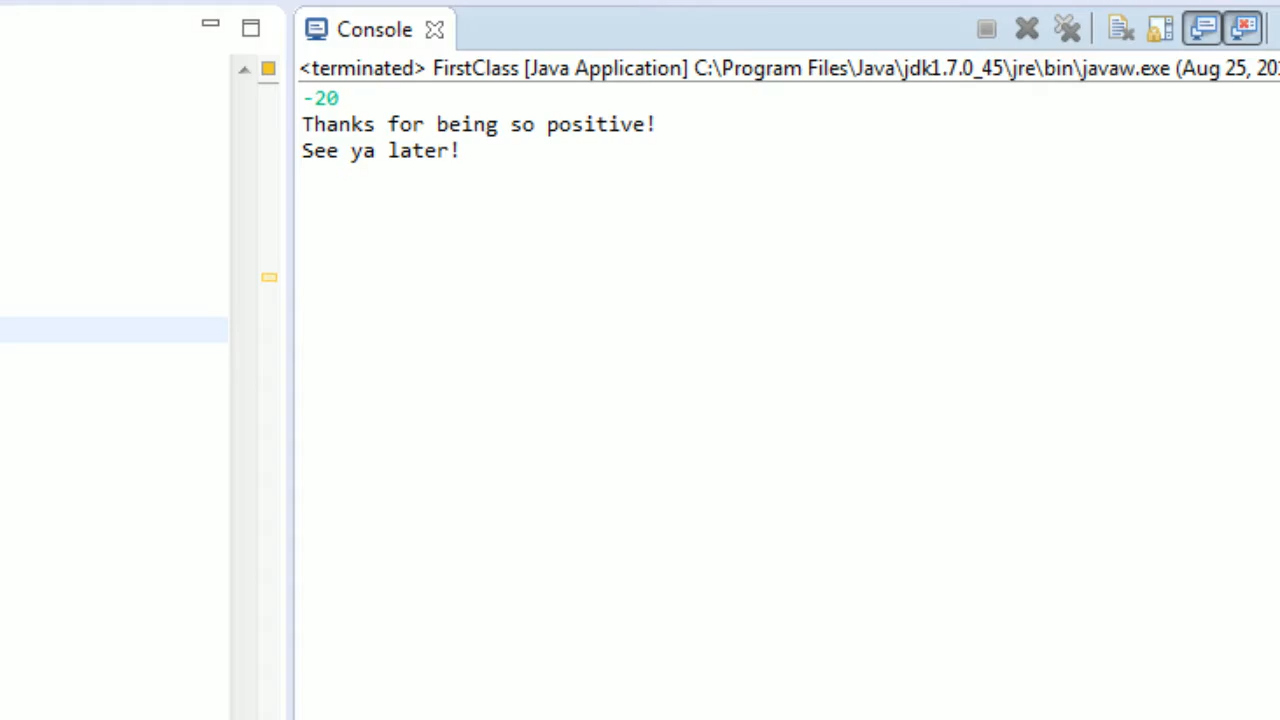 Console
<terminated> FirstClass [Java Application] C:\Program Files\Java\jdk1.7.0_45\jre\bin\javaw.exe (Aug 25,
-20
Thanks for being so positive!
See ya later!